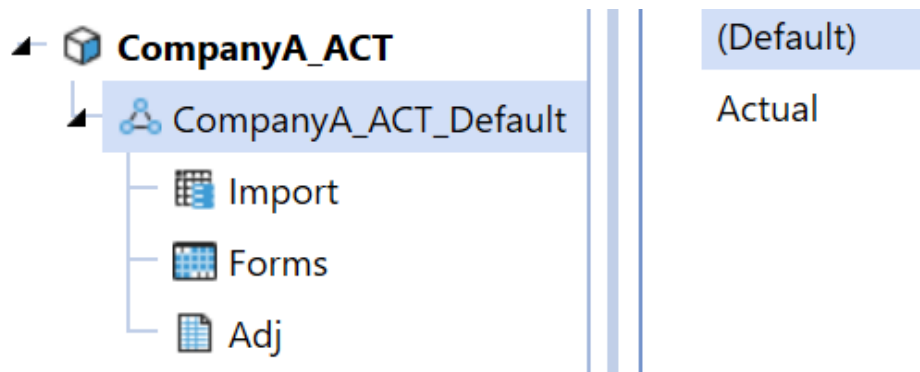 CompanyA_ACT
CompanyA_ACT_Default
Import
Forms
Adj
(Default)
Actual